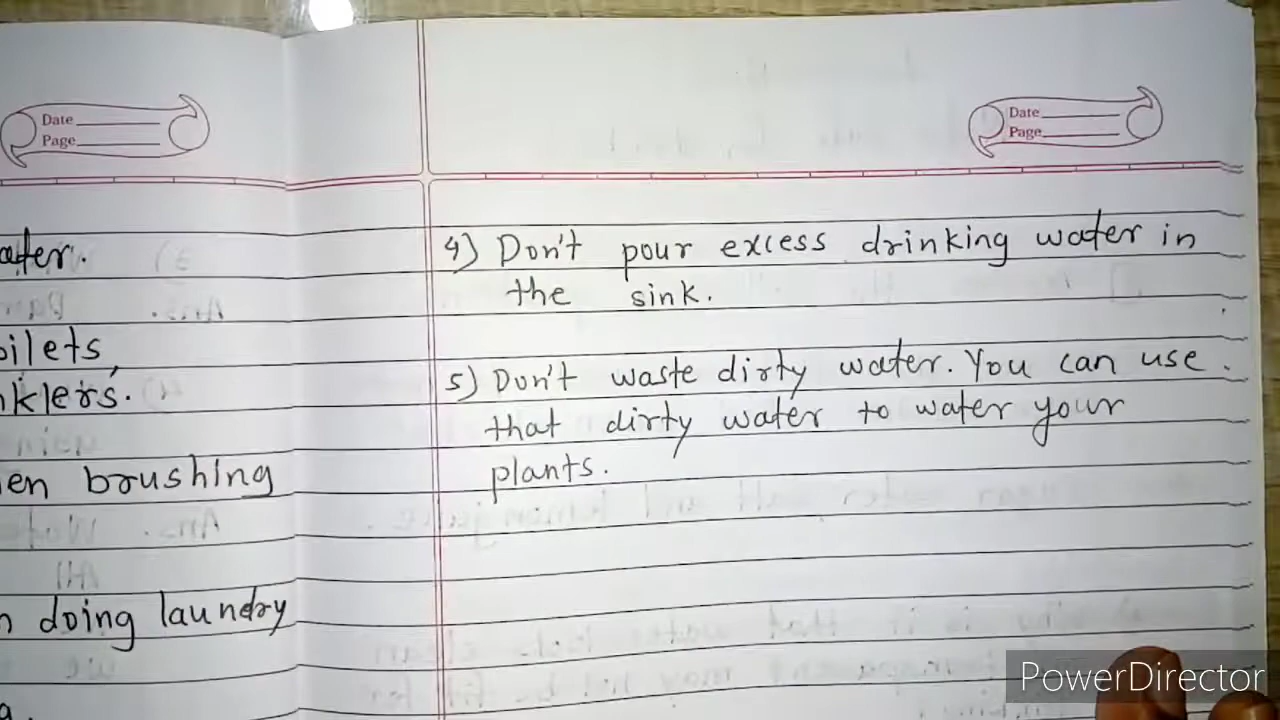 Date
Page
ater.
oilets,
nklers.
en brushing
doing laundry
Date
Page
4) Don't pour excess drinking water in
the sink.
5) Don't waste dirty water. You can use
that dirty water to water your
plants.
PowerDirector